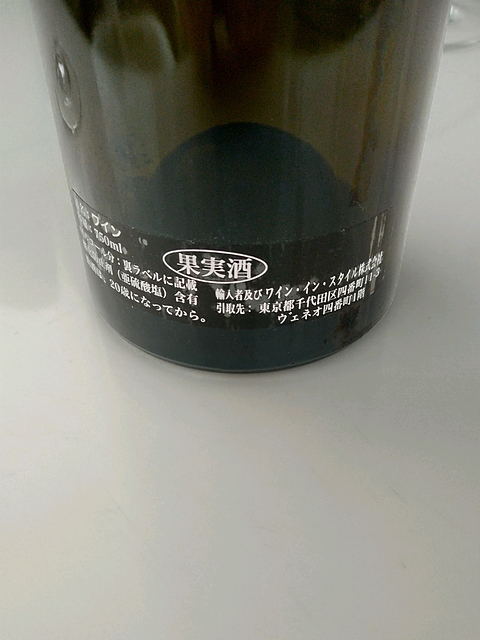 ワイン
750ml
果実酒
分：裏ラベルに記載
（亜硫酸塩）含有
20歳になってから。
輸入者及び ワイン・イン・スタイル株式会社
引取先： 東京都千代田区四番町
ヴェネオ四番町1階